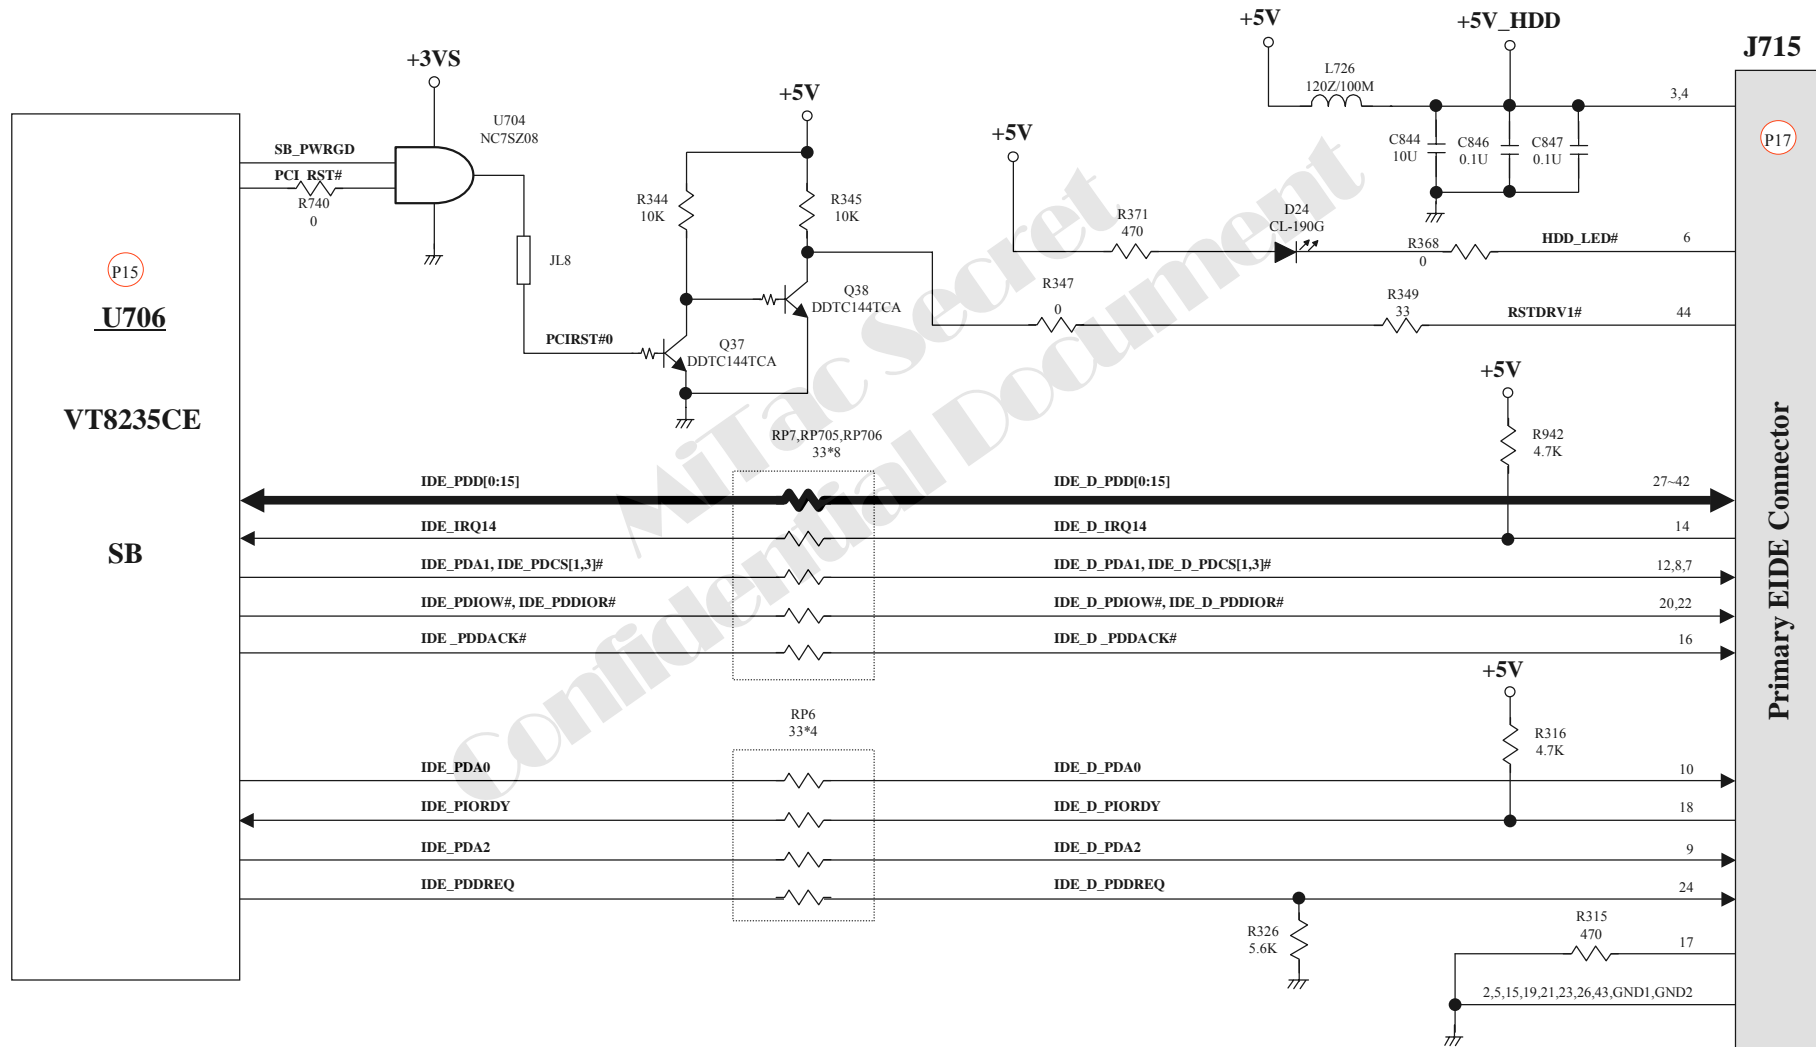 +5V
+5V_HDD
J715
+3VS
L726
120Z/100M
3,4
+5V
U704
NC7SZ08
+5V
P17
C844
10U
C846
0.1U
C847
0.1U
SB_PWRGD
PCI_RST#
R740
0
R344
10K
R345
10K
R371
470
D24
CL-190G
R368
0
HDD_LED#
6
P15
JL8
U706
R347
0
R349
33
RSTDRV1#
44
Q38
DDTC144TCA
PCIRST#0
Q37
DDTC144TCA
+5V
VT8235CE
RP7,RP705,RP706
33*8
R942
4.7K
IDE_PDD[0:15]
IDE_D_PDD[0:15]
27~42
IDE_IRQ14
IDE_D_IRQ14
14
SB
IDE_PDA1, IDE_PDCS[1,3]#
IDE_D_PDA1, IDE_D_PDCS[1,3]#
12,8,7
IDE_PDIOW#, IDE_PDDIOR#
IDE_D_PDIOW#, IDE_D_PDDIOR#
20,22
IDE _PDDACK#
IDE_D _PDDACK#
16
Primary EIDE Connector
+5V
RP6
33*4
R316
4.7K
IDE_PDA0
IDE_D_PDA0
10
IDE_PIORDY
IDE_D_PIORDY
18
IDE_PDA2
IDE_D_PDA2
9
IDE_PDDREQ
IDE_D_PDDREQ
24
R326
5.6K
R315
470
17
2,5,15,19,21,23,26,43,GND1,GND2
MiTac Secret
Confidential Document